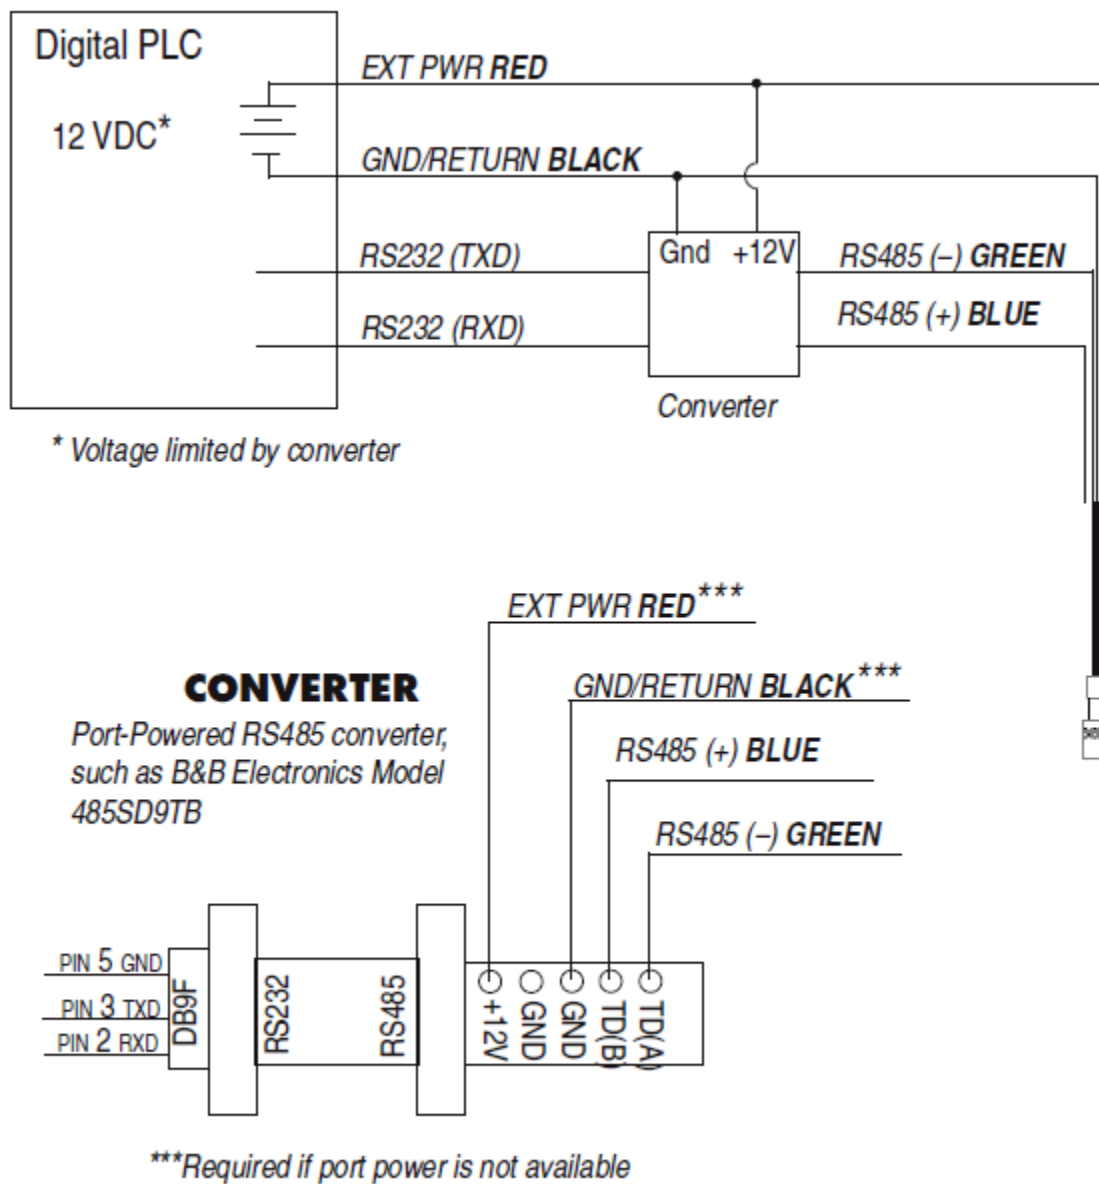 Digital PLC
12 VDC*
EXT PWR RED
GND/RETURN BLACK
RS232 (TXD)
RS232 (RXD)
Gnd +12V
RS485 (–) GREEN
RS485 (+) BLUE
Converter
* Voltage limited by converter
EXT PWR RED***
GND/RETURN BLACK***
RS485 (+) BLUE
RS485 (–) GREEN
CONVERTER
Port-Powered RS485 converter,
such as B&B Electronics Model
485SD9TB
PIN 5 GND
PIN 3 TXD
PIN 2 RXD
DB9F
RS232
RS485
+12V
GND
GND
TD(B)
TD(A)
***Required if port power is not available